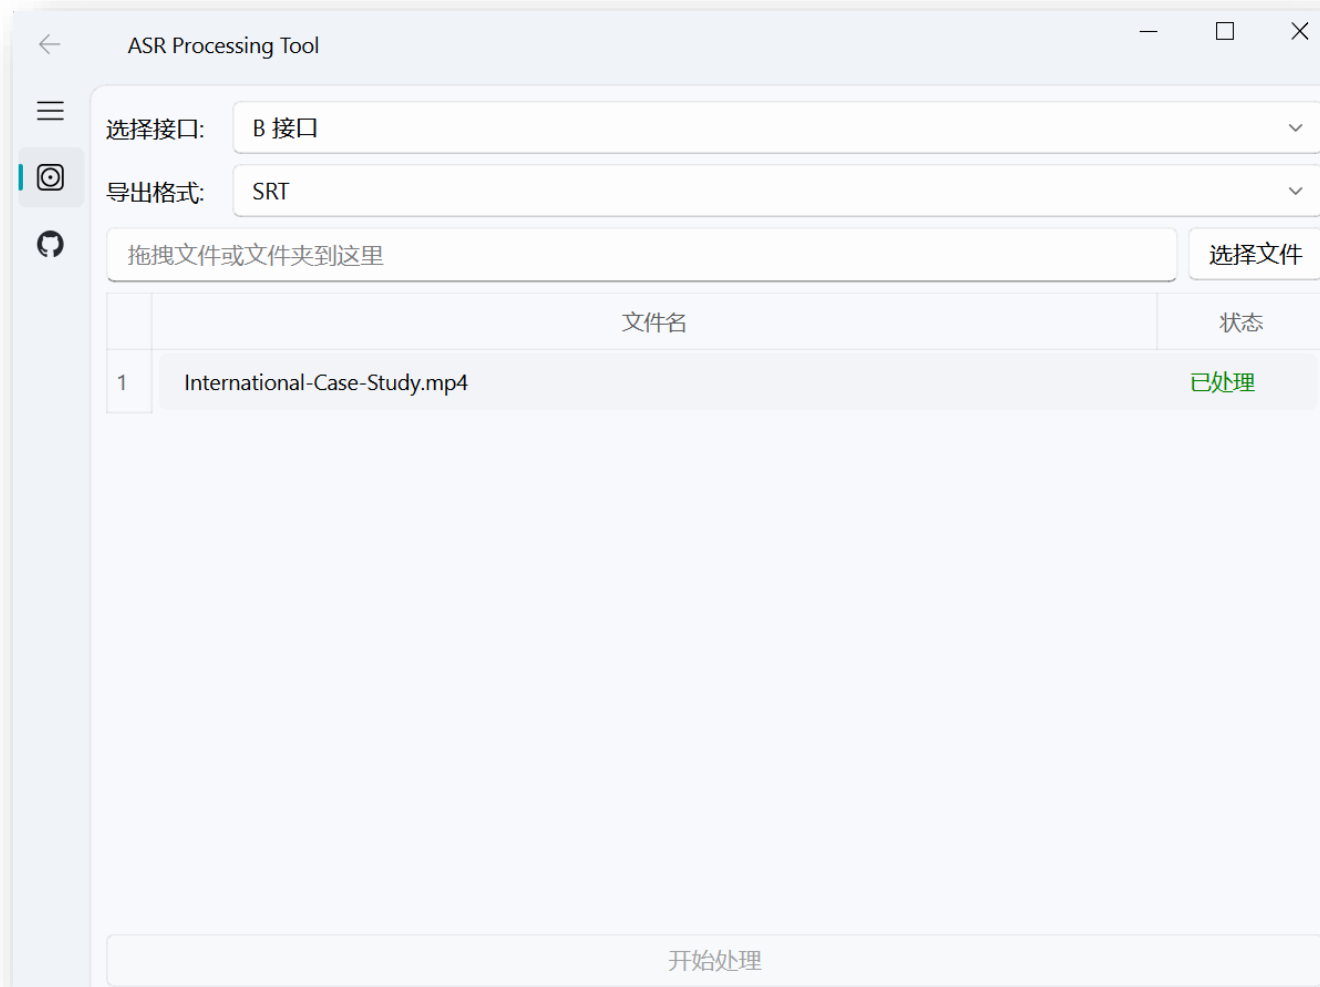 ASR Processing Tool
选择接口: B 接口
导出格式: SRT
拖拽文件或文件夹到这里 选择文件
文件名 状态
1 International-Case-Study.mp4 已处理
开始处理